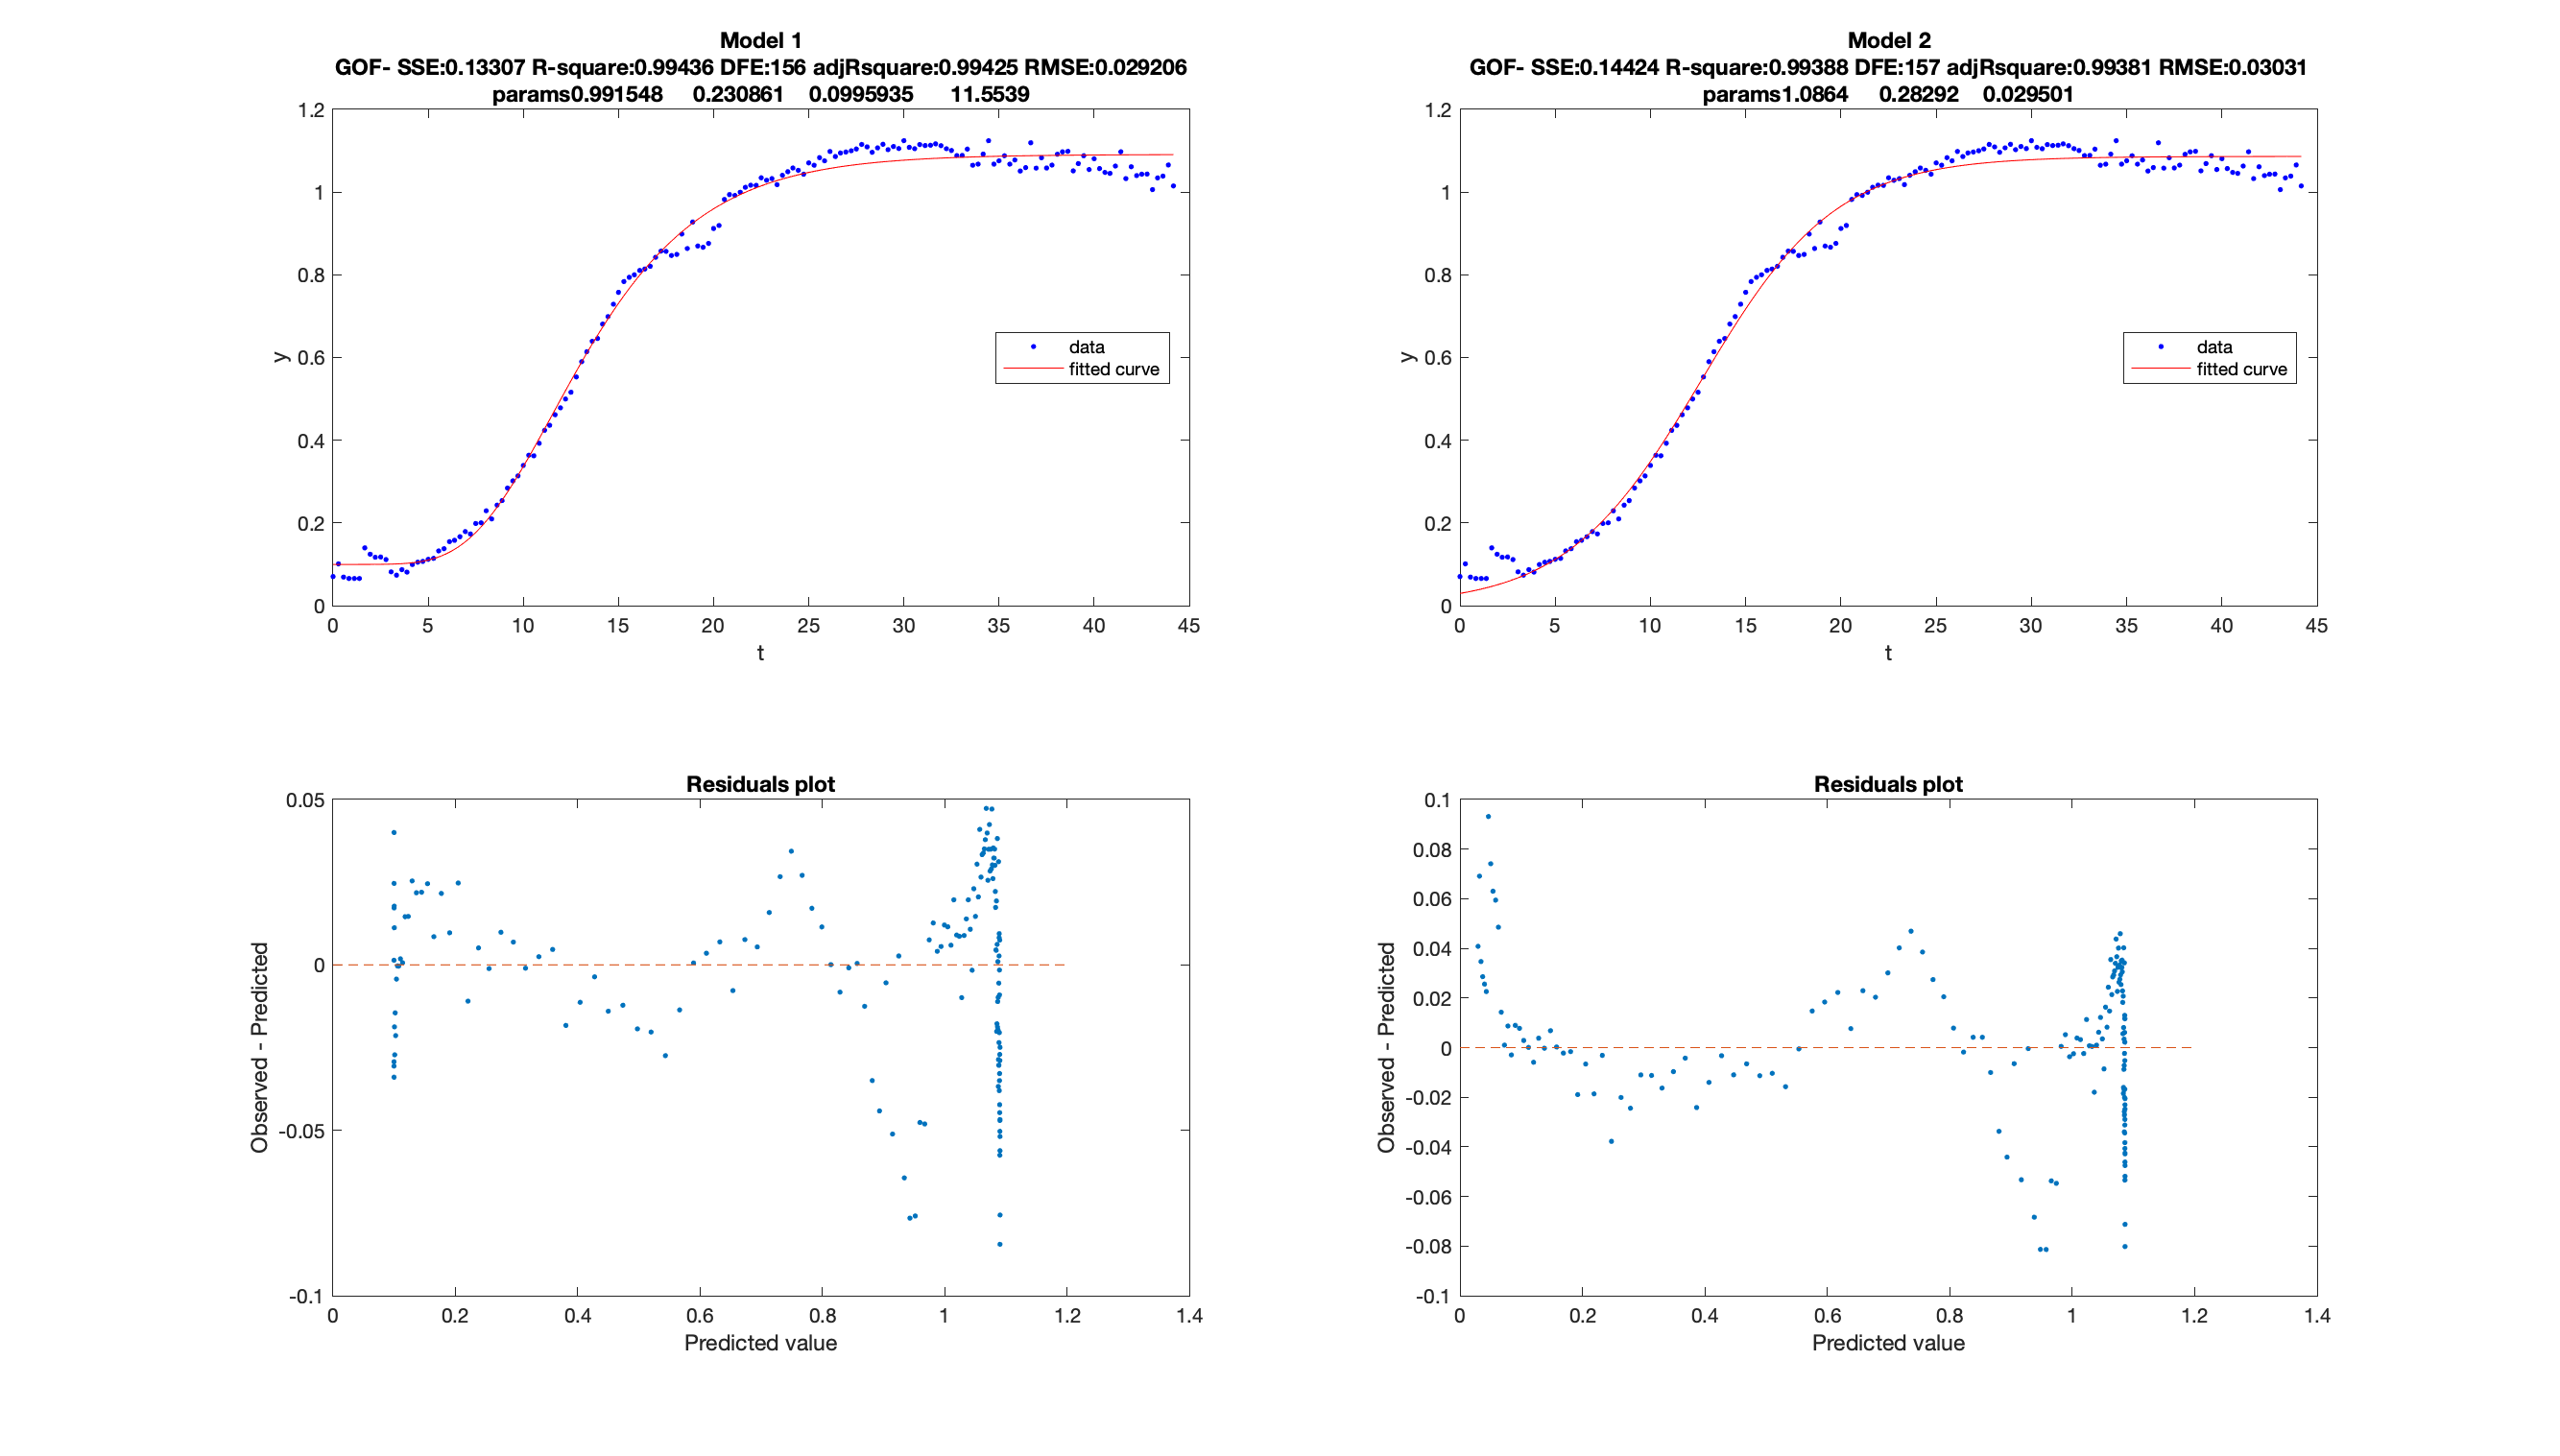 Model 1
GOF- SSE:0.13307 R-square:0.99436 DFE:156 adjRsquare:0.99425 RMSE:0.029206
params0.991548 0.230861 0.0995935 11.5539
1.2
1
0.8
0.6
0.4
0.2
0
y
0 5 10 15 20 25 30 35 40 45
t
data
fitted curve
Model 2
GOF- SSE:0.14424 R-square:0.99388 DFE:157 adjRsquare:0.99381 RMSE:0.03031
params1.0864 0.28292 0.029501
1.2
1
0.8
0.6
0.4
0.2
0
y
0 5 10 15 20 25 30 35 40 45
t
data
fitted curve
Residuals plot
0.05
0
-0.05
-0.1
Observed - Predicted
0 0.2 0.4 0.6 0.8 1 1.2 1.4
Predicted value
Residuals plot
0.1
0.08
0.06
0.04
0.02
0
-0.02
-0.04
-0.06
-0.08
-0.1
Observed - Predicted
0 0.2 0.4 0.6 0.8 1 1.2 1.4
Predicted value